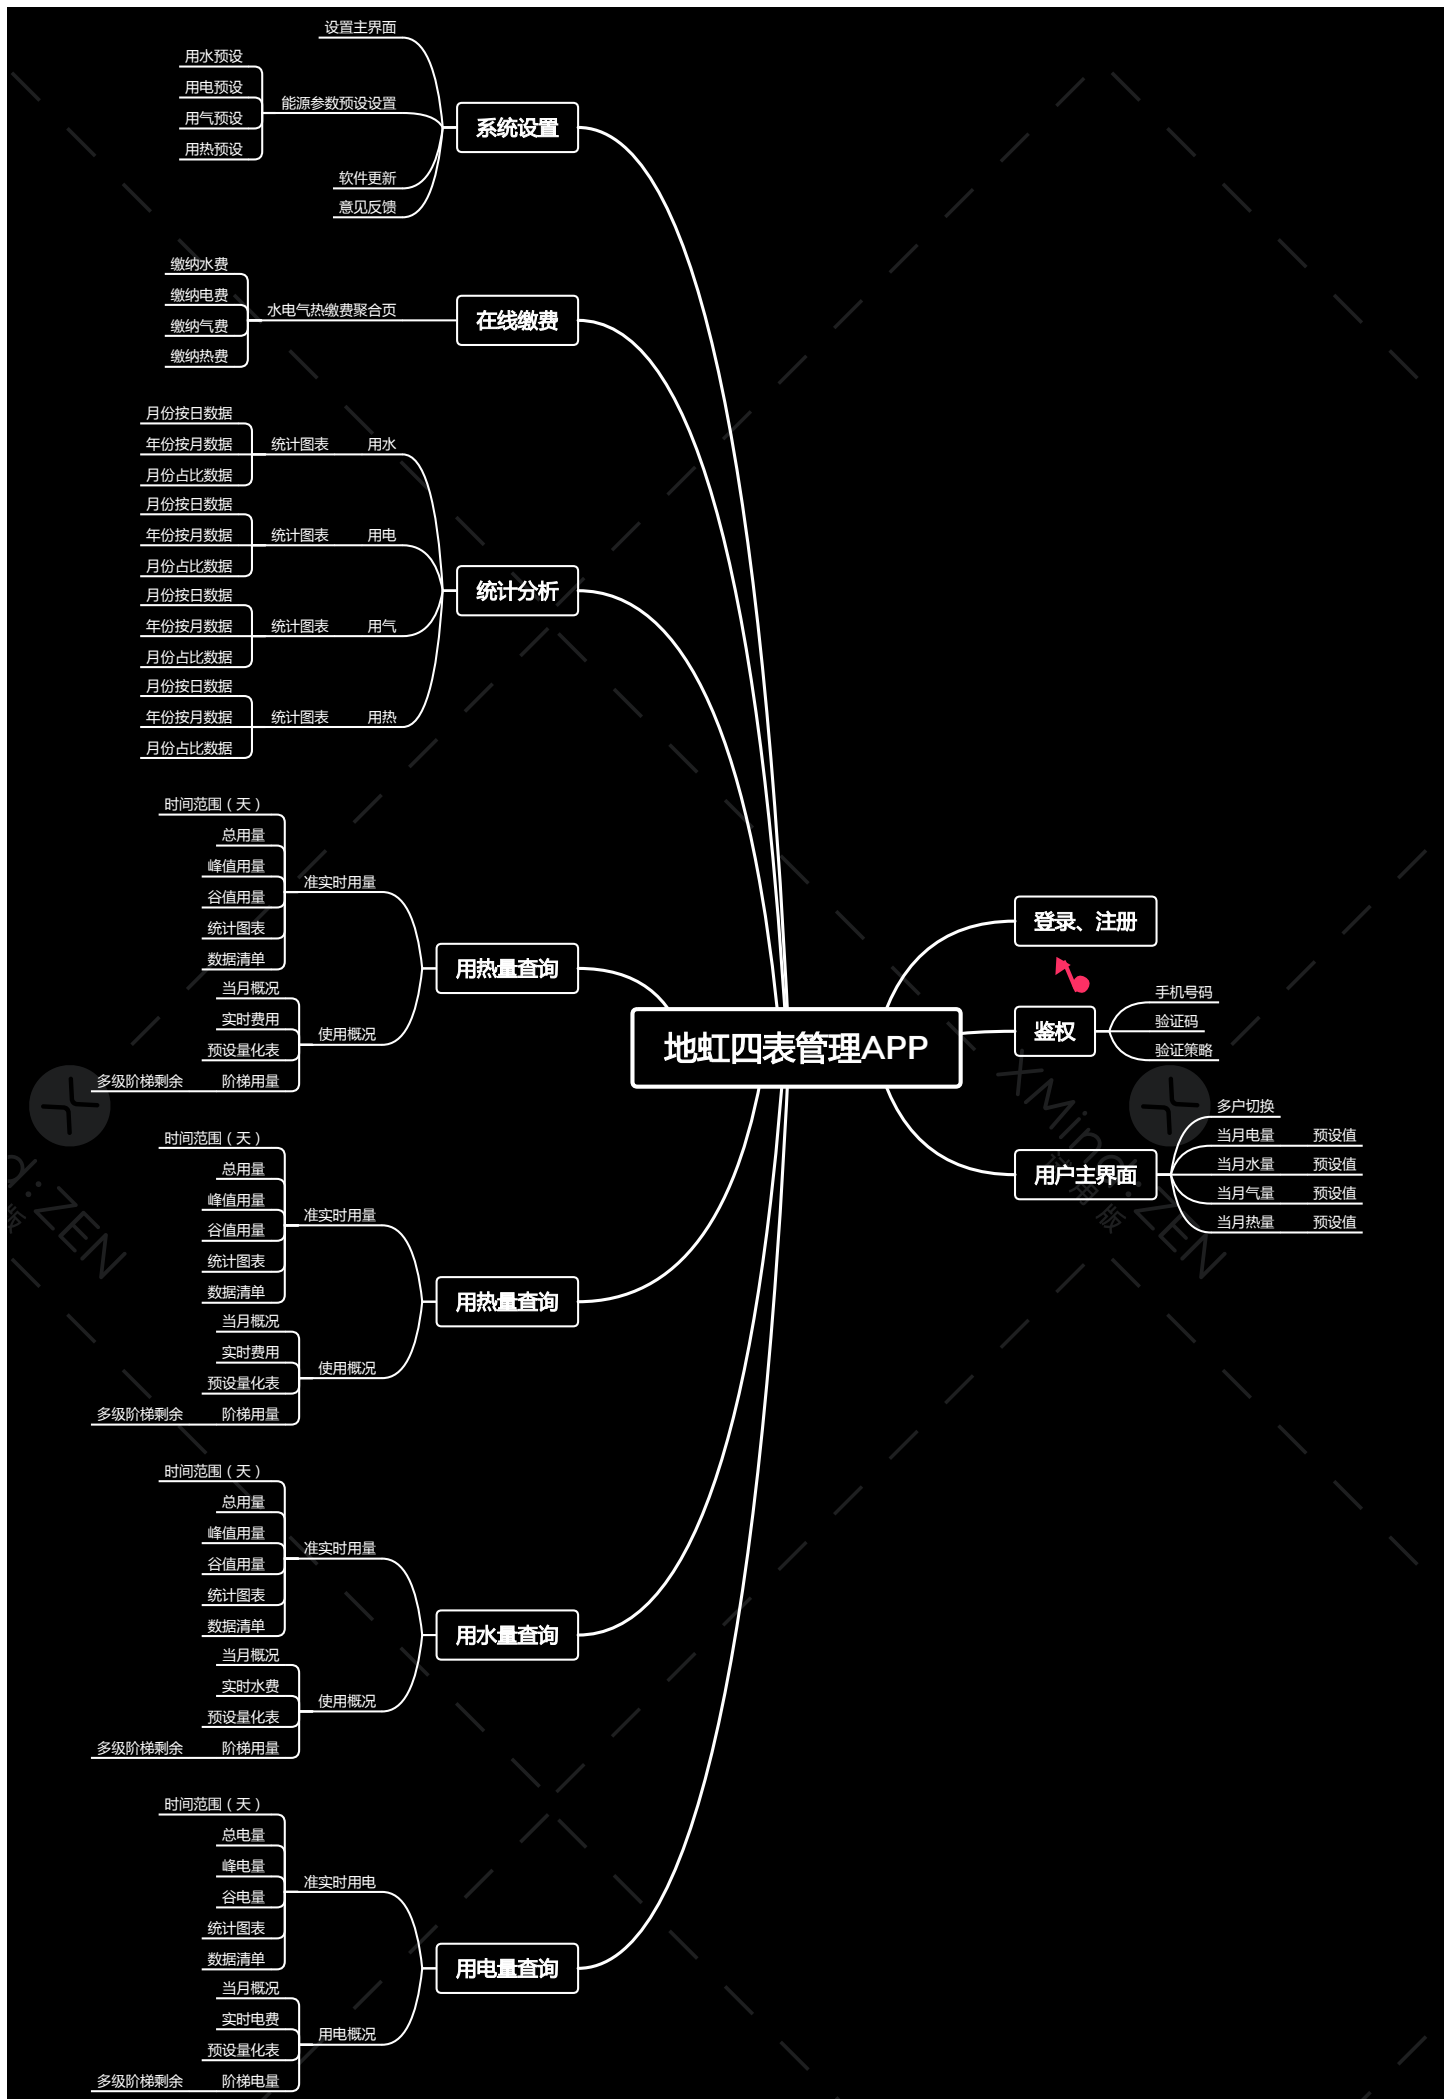 地虹四表管理APP
登录、注册
鉴权
手机号码
验证码
验证策略
用户主界面
多户切换
当月电量 预设值
当月水量 预设值
当月气量 预设值
当月热量 预设值
系统设置
设置主界面
能源参数预设设置
用水预设
用电预设
用气预设
用热预设
软件更新
意见反馈
在线缴费
水电气热缴费聚合页
缴纳水费
缴纳电费
缴纳气费
缴纳热费
统计分析
用水
统计图表
月份按日数据
年份按月数据
月份占比数据
用电
统计图表
月份按日数据
年份按月数据
月份占比数据
用气
统计图表
月份按日数据
年份按月数据
月份占比数据
用热
统计图表
月份按日数据
年份按月数据
月份占比数据
用热量查询
准实时用量
时间范围（天）
总用量
峰值用量
谷值用量
统计图表
数据清单
使用概况
当月概况
实时费用
预设量化表
阶梯用量
多级阶梯剩余
用热量查询
准实时用量
时间范围（天）
总用量
峰值用量
谷值用量
统计图表
数据清单
使用概况
当月概况
实时费用
预设量化表
阶梯用量
多级阶梯剩余
用水量查询
准实时用量
时间范围（天）
总用量
峰值用量
谷值用量
统计图表
数据清单
使用概况
当月概况
实时水费
预设量化表
阶梯用量
多级阶梯剩余
用电量查询
准实时用电
时间范围（天）
总电量
峰电量
谷电量
统计图表
数据清单
用电概况
当月概况
实时电费
预设量化表
阶梯电量
多级阶梯剩余
XMind:ZEN
试用版
d:ZEN
版